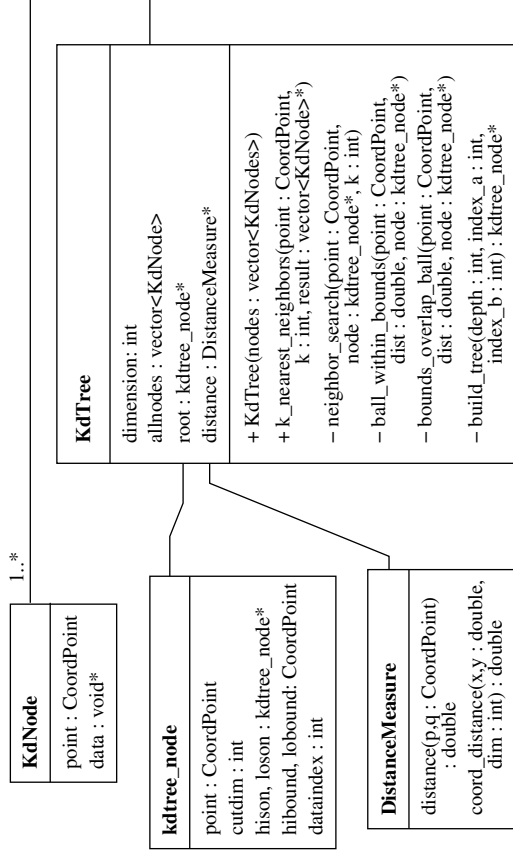 KdNode
point : CoordPoint
data : void*
1..*
kdtree_node
point : CoordPoint
cutdim : int
hison, loson : kdtree_node*
hibound, lobound: CoordPoint
dataindex : int
DistanceMeasure
distance(p,q : CoordPoint)
: double
coord_distance(x,y : double,
dim : int) : double
KdTree
dimension: int
allnodes : vector<KdNode>
root : kdtree_node*
distance : DistanceMeasure*
+ KdTree(nodes : vector<KdNodes>)
+ k_nearest_neighbors(point : CoordPoint,
k : int, result : vector<KdNode>*)
− neighbor_search(point : CoordPoint,
node : kdtree_node*, k : int)
− ball_within_bounds(point : CoordPoint,
dist : double, node : kdtree_node*)
− bounds_overlap_ball(point : CoordPoint,
dist : double, node : kdtree_node*)
− build_tree(depth : int, index_a : int,
index_b : int) : kdtree_node*